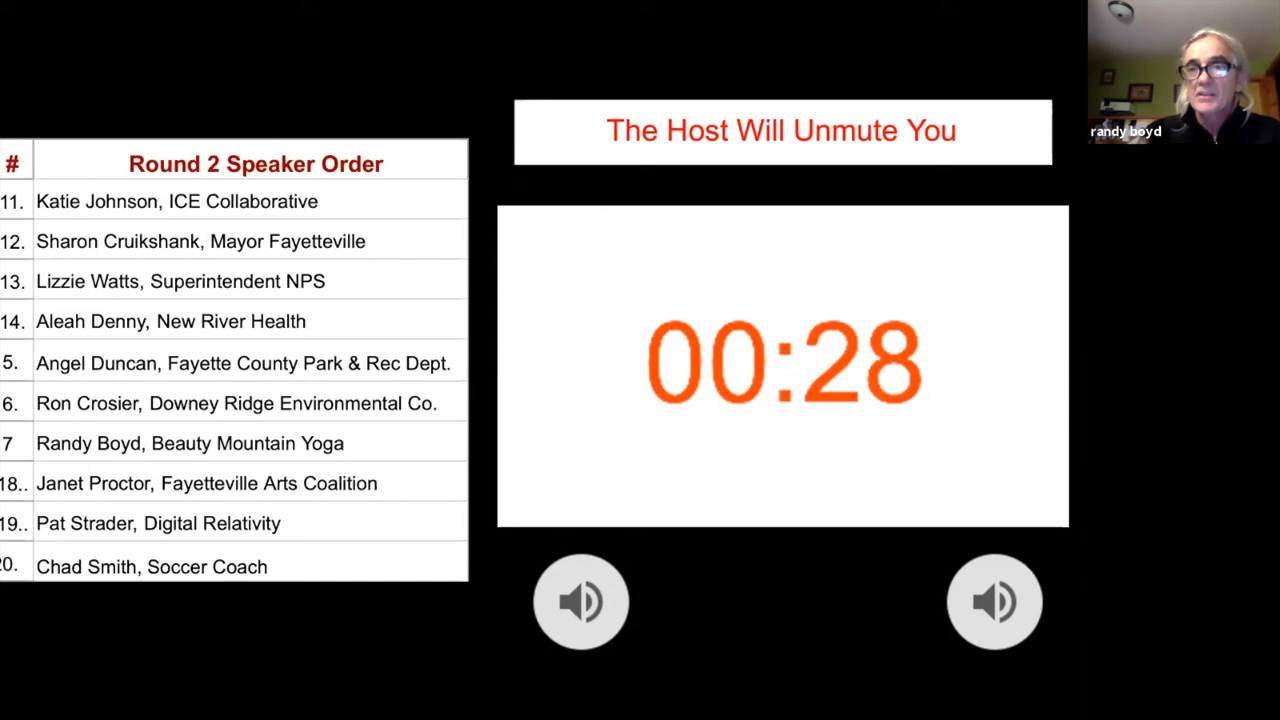 The Host Will Unmute You
randy boyd
# Round 2 Speaker Order
11. Katie Johnson, ICE Collaborative
12. Sharon Cruikshank, Mayor Fayetteville
13. Lizzie Watts, Superintendent NPS
14. Aleah Denny, New River Health
5. Angel Duncan, Fayette County Park & Rec Dept.
6. Ron Crosier, Downey Ridge Environmental Co.
7 Randy Boyd, Beauty Mountain Yoga
18.. Janet Proctor, Fayetteville Arts Coalition
19.. Pat Strader, Digital Relativity
20. Chad Smith, Soccer Coach
00:28